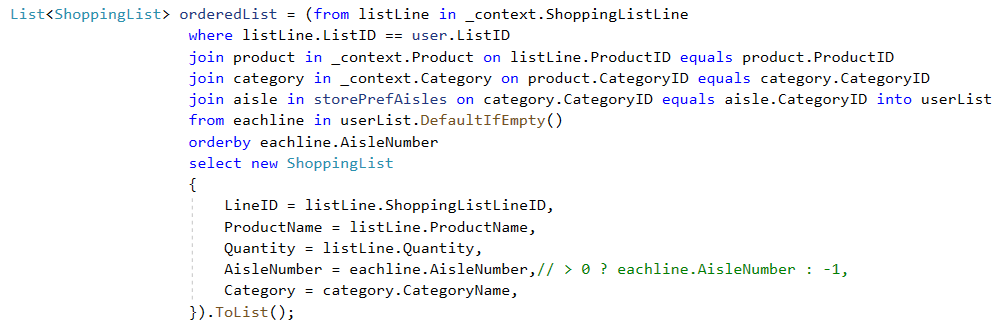 List<ShoppingList> orderedList = (from listLine in _context.ShoppingListLine
where listLine.ListID == user.ListID
join product in _context.Product on listLine.ProductID equals product.ProductID
join category in _context.Category on product.CategoryID equals category.CategoryID
join aisle in storePrefAisles on category.CategoryID equals aisle.CategoryID into userList
from eachline in userList.DefaultIfEmpty()
orderby eachline.AisleNumber
select new ShoppingList
{
LineID = listLine.ShoppingListLineID,
ProductName = listLine.ProductName,
Quantity = listLine.Quantity,
AisleNumber = eachline.AisleNumber,// > 0 ? eachline.AisleNumber : -1,
Category = category.CategoryName,
}).ToList();